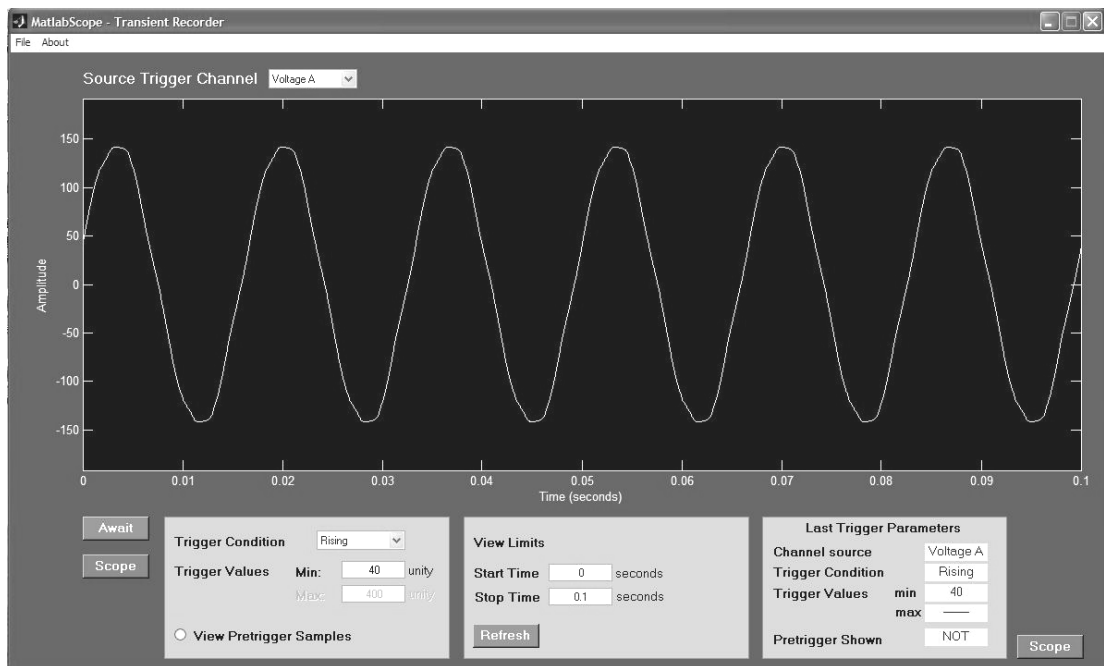 MatlabScope - Transient Recorder
File About
Source Trigger Channel Voltage A
150
100
50
0
-50
-100
-150
Amplitude
0 0.01 0.02 0.03 0.04 0.05 0.06 0.07 0.08 0.09 0.1
Time (seconds)
Await
Scope
Trigger Condition Rising
Trigger Values Min: 40 unity
Max: 400 unity
View Pretrigger Samples
View Limits
Start Time 0 seconds
Stop Time 0.1 seconds
Refresh
Last Trigger Parameters
Channel source Voltage A
Trigger Condition Rising
Trigger Values min 40
max —
Pretrigger Shown NOT
Scope